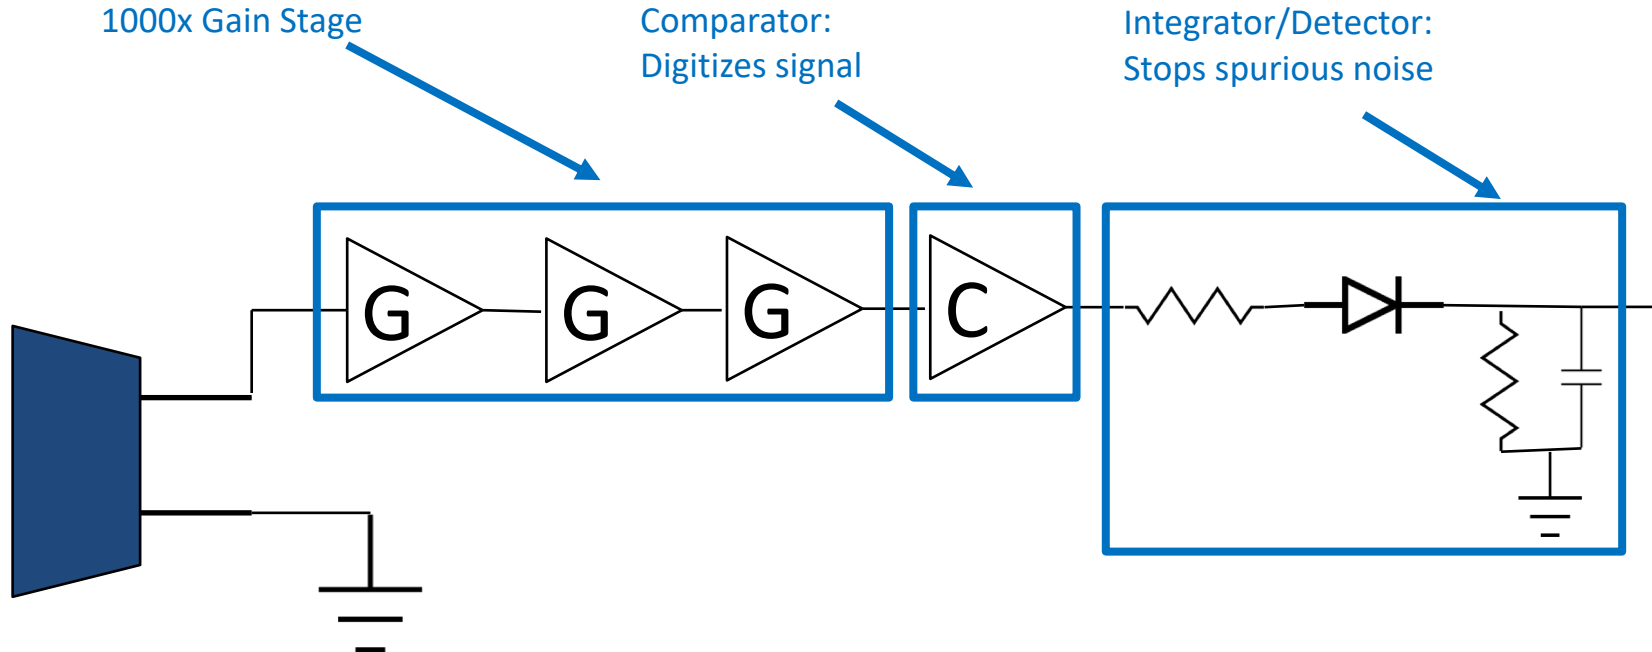 1000x Gain Stage
Comparator:
Digitizes signal
Integrator/Detector:
Stops spurious noise
G
G
G
C